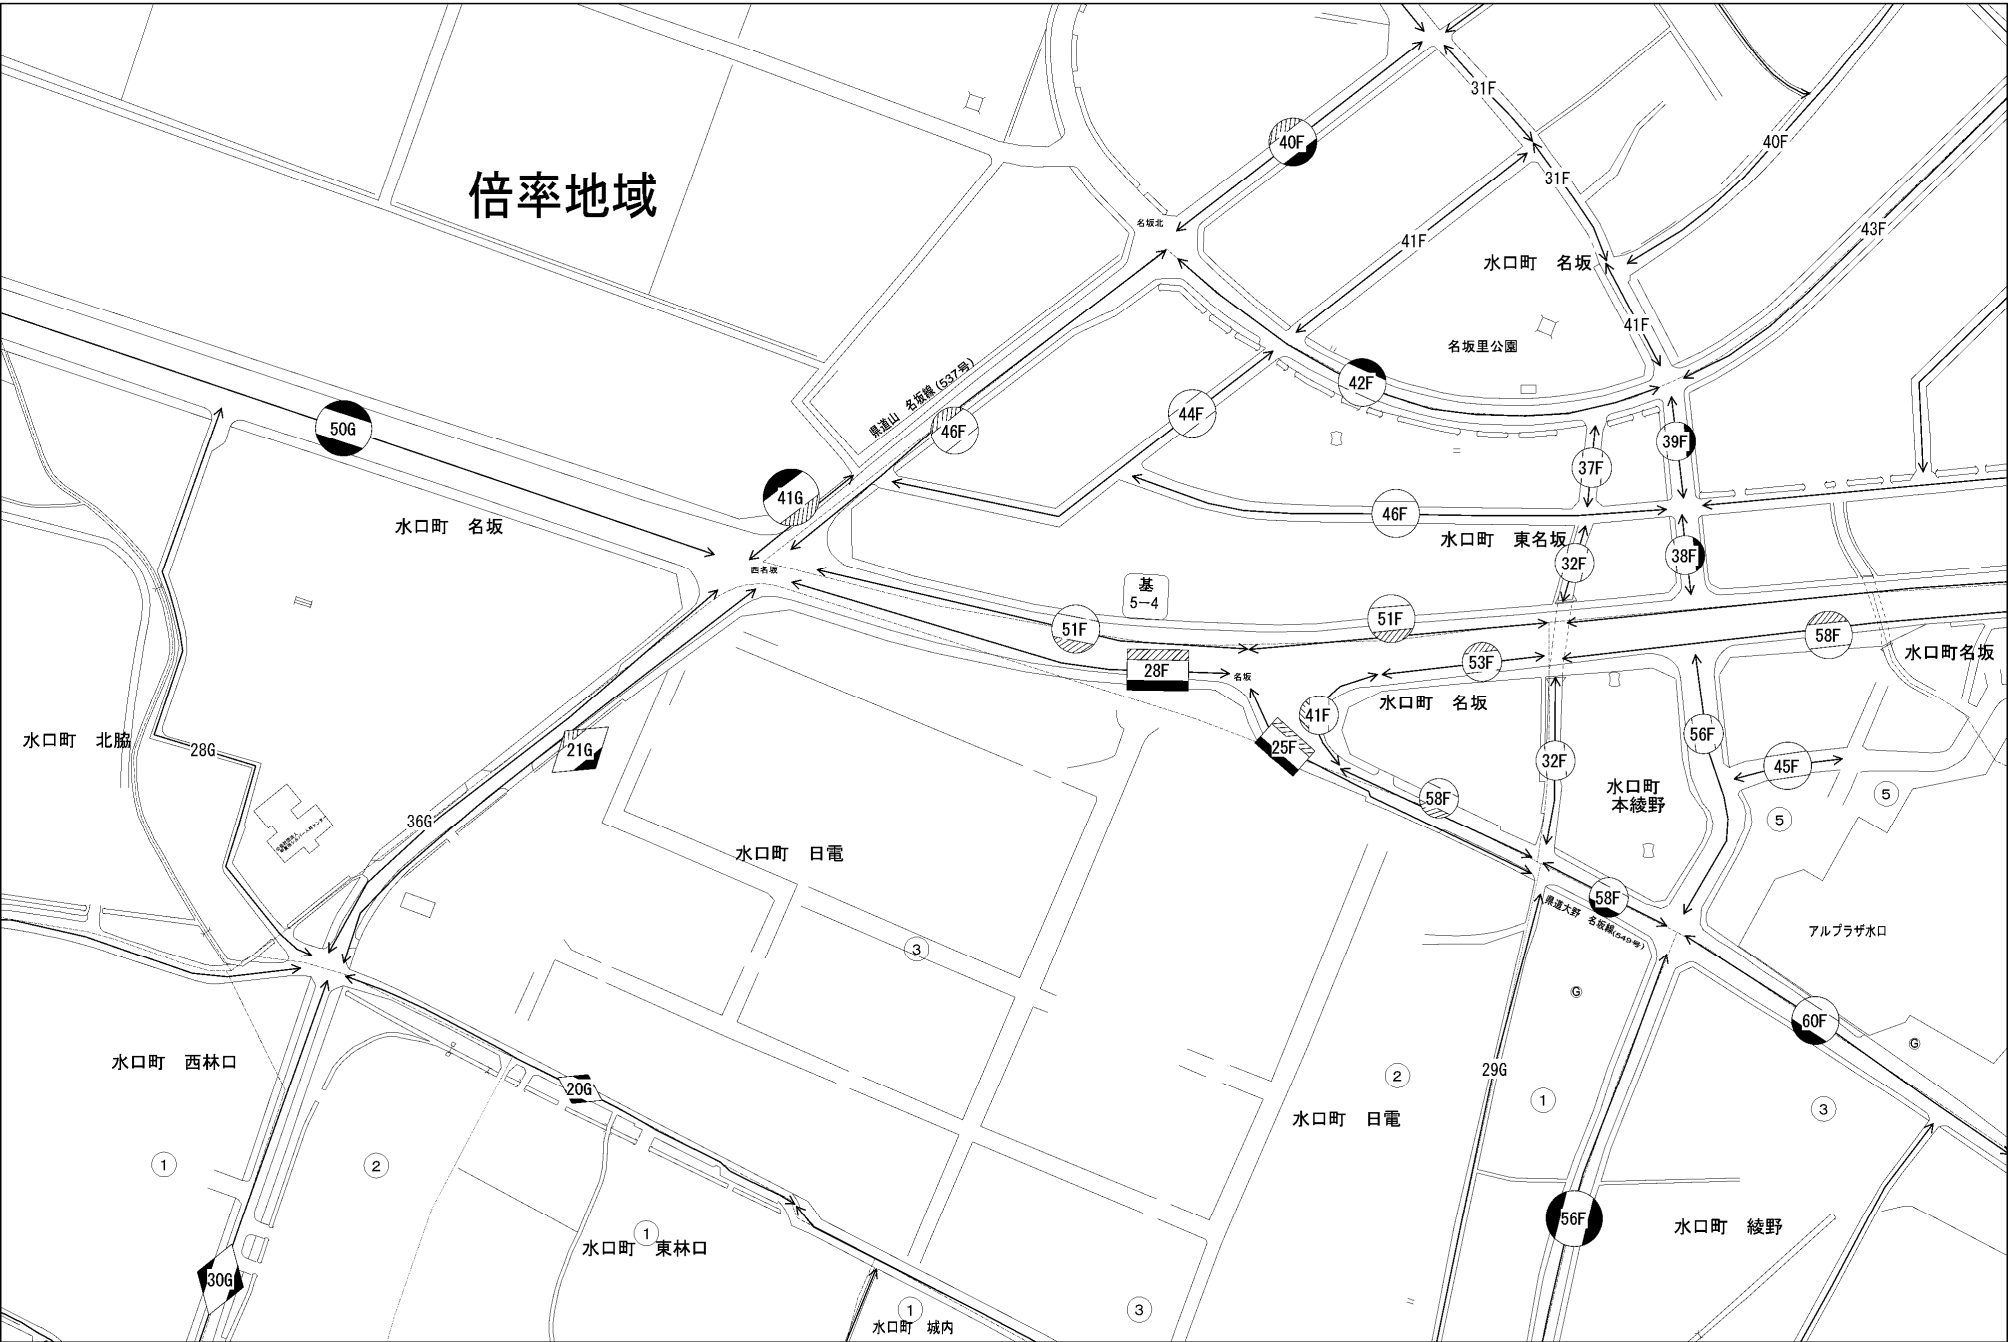 31F
40F
40F
31F
倍率地域
名坂北
43F
41F
水口町 名坂
41F
名坂里公園
県道山 名坂線(537号)
42F
44F
50G
46F
39F
37F
41G
46F
水口町 名坂
水口町 東名坂
38F
32F
西名坂
基
5-4
51F
51F
58F
水口町名坂
53F
28F
名坂
水口町 名坂
41F
56F
水口町 北脇
28G
21G
25F
32F
45F
水口町
本綾野
58F
5
5
36G
水口町 日電
58F
県道大野 名坂線(549号)
アルプラザ水口
3
G
60F
G
水口町 西林口
29G
2
20G
1
3
水口町 日電
1
2
56F
水口町 綾野
1
水口町 東林口
30G
1
3
水口町 城内